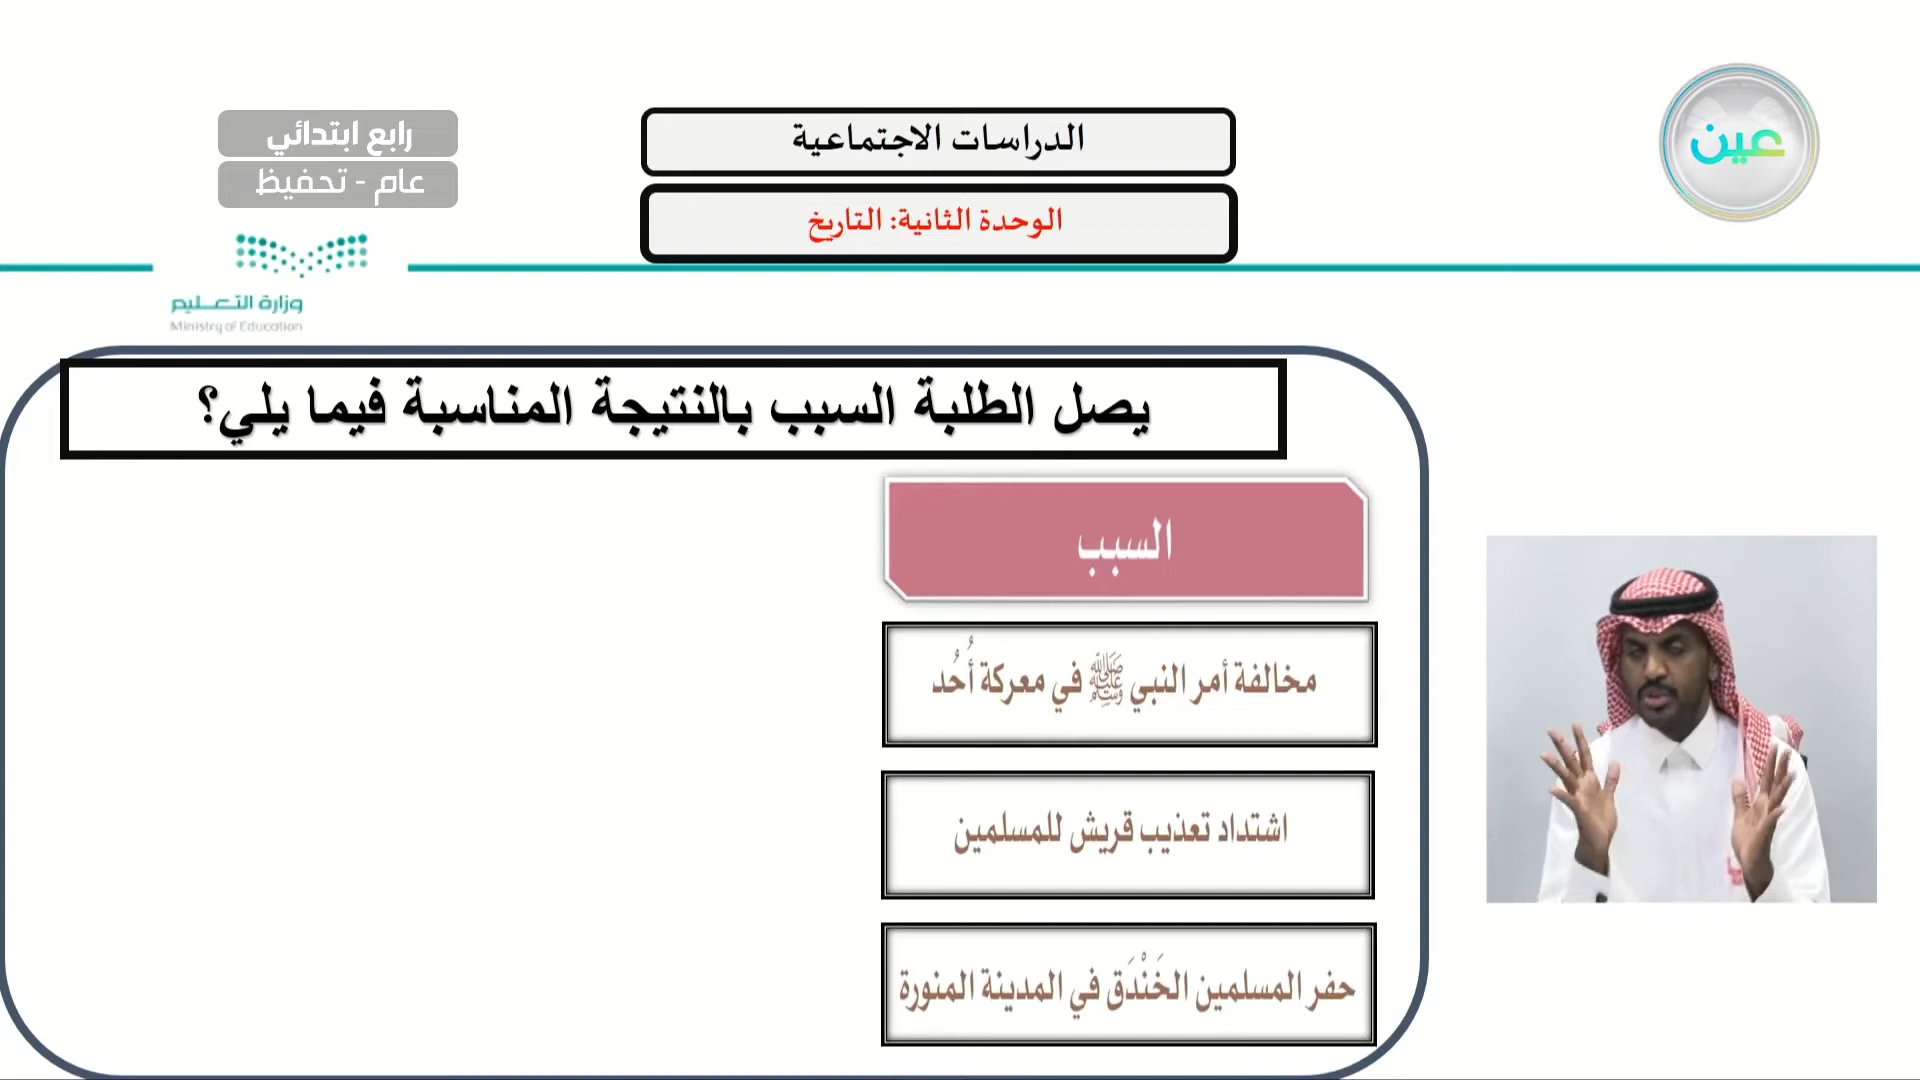 الدراسات الاجتماعية
الوحدة الثانية: التاريخ
عين
رابع ابتدائي
عام - تحفيظ
وزارة التعليم
Ministry of Education
يصل الطلبة السبب بالنتيجة المناسبة فيما يلي؟
السبب
مخالفة أمر النبي ﷺ في معركة أُحُد
اشتداد تعذيب قريش للمسلمين
حفر المسلمين الخَنْدَق في المدينة المنورة